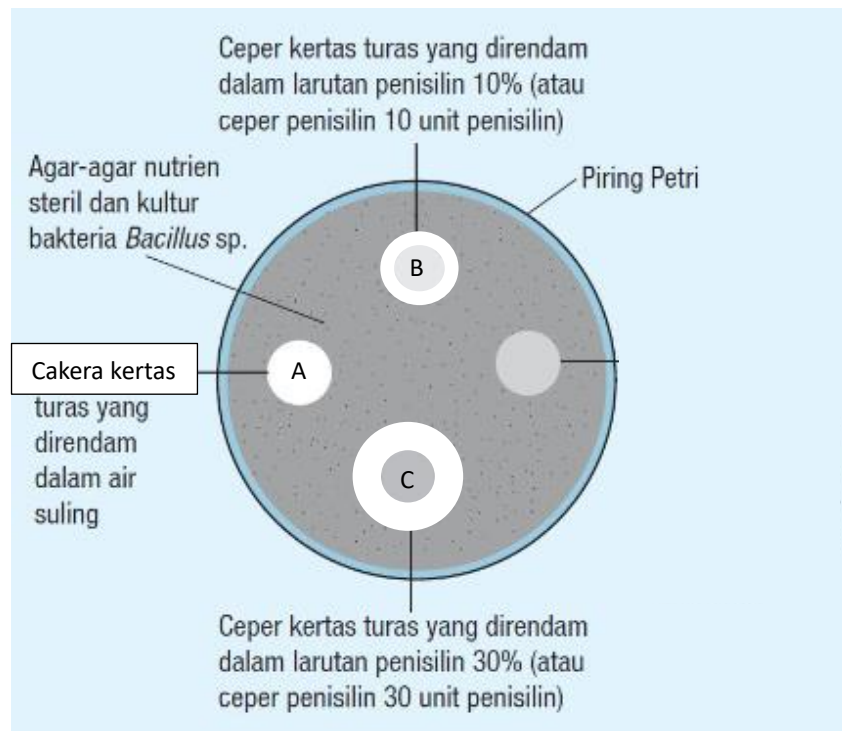 Ceper kertas turas yang direndam
dalam larutan penisilin 10% (atau
ceper penisilin 10 unit penisilin)
Agar-agar nutrien
steril dan kultur
bakteria Bacillus sp.
Piring Petri
B
Cakera kertas
turas yang
direndam
dalam air
suling
A
C
Ceper kertas turas yang direndam
dalam larutan penisilin 30% (atau
ceper penisilin 30 unit penisilin)